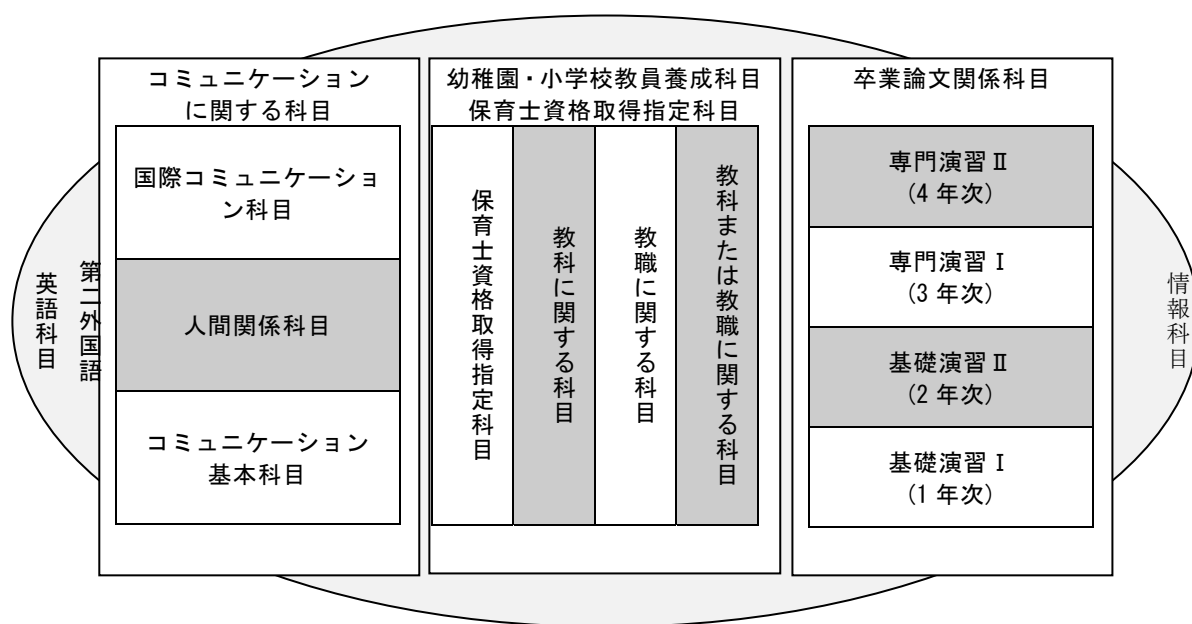 コミュニケーション
に関する科目
国際コミュニケーショ
ン科目
人間関係科目
コミュニケーション
基本科目
幼稚園・小学校教員養成科目
保育士資格取得指定科目
保育士資格取得指定科目
教科に関する科目
教職に関する科目
教科または教職に関する科目
卒業論文関係科目
専門演習Ⅱ
(4 年次)
専門演習Ⅰ
(3 年次)
基礎演習Ⅱ
(2 年次)
基礎演習Ⅰ
(1 年次)
英語科目
第二外国語
情報科目